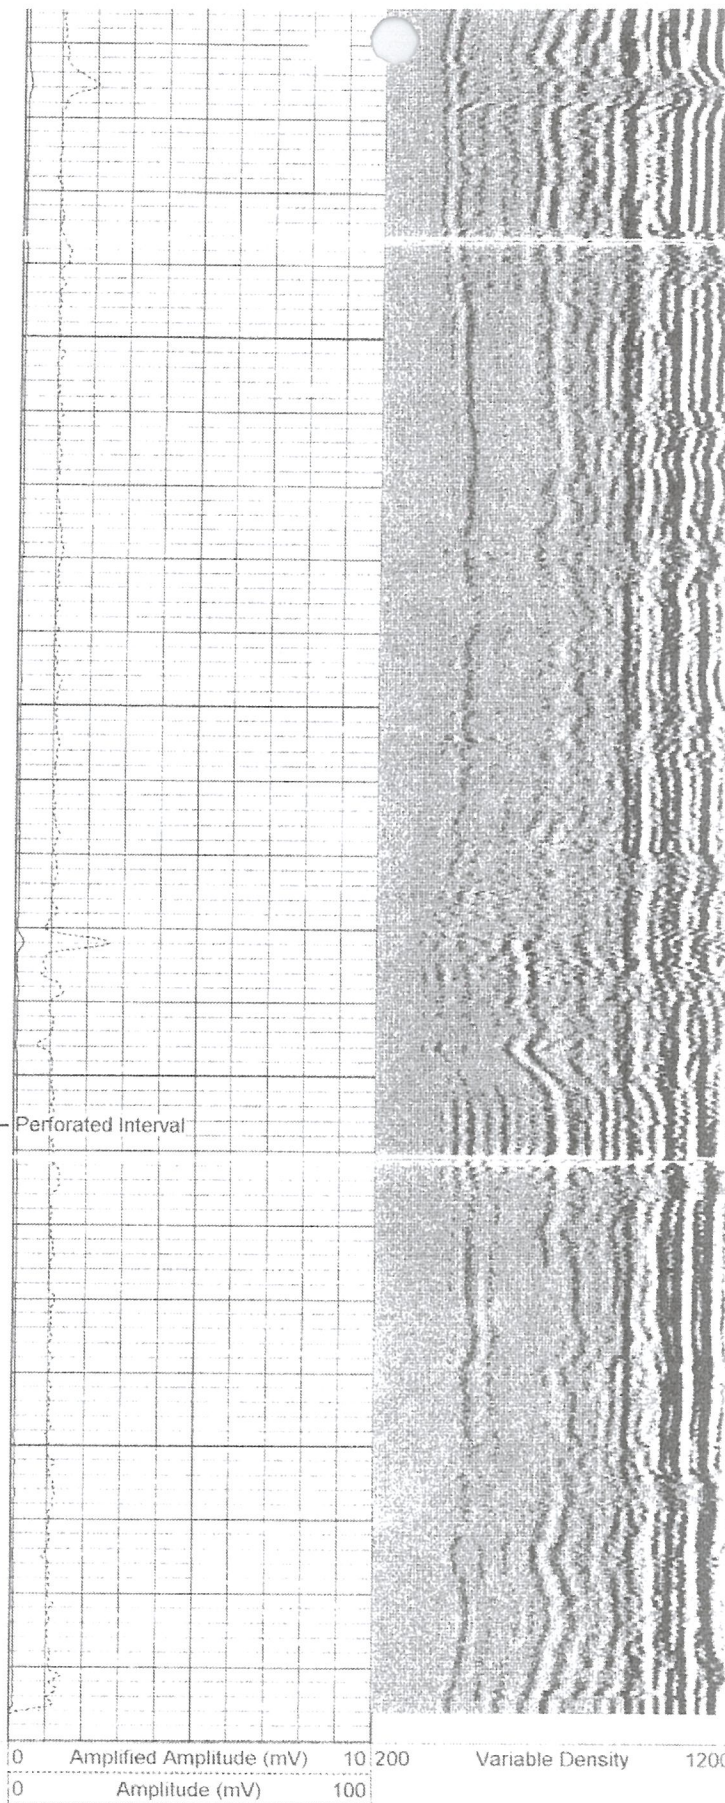 Perforated Interval
0 Amplified Amplitude (mV) 10 200 Variable Density 1200
0 Amplitude (mV) 100